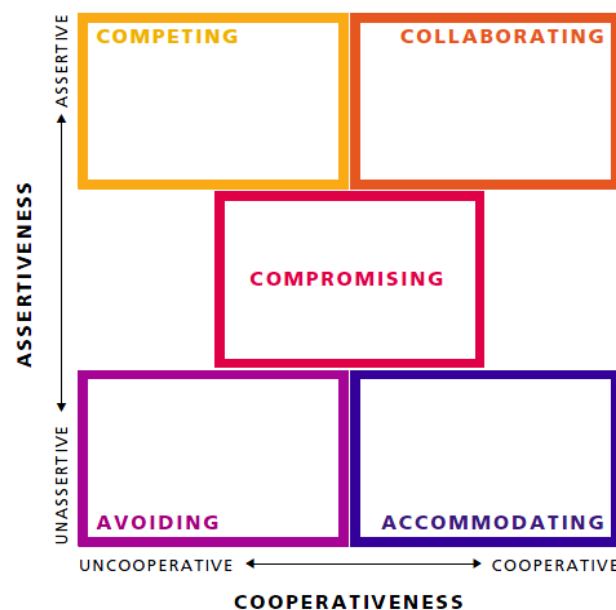 COMPETING
COLLABORATING
COMPROMISING
AVOIDING
ACCOMMODATING
ASSERTIVE
ASSERTIVENESS
UNASSERTIVE
UNCOOPERATIVE
COOPERATIVE
COOPERATIVENESS